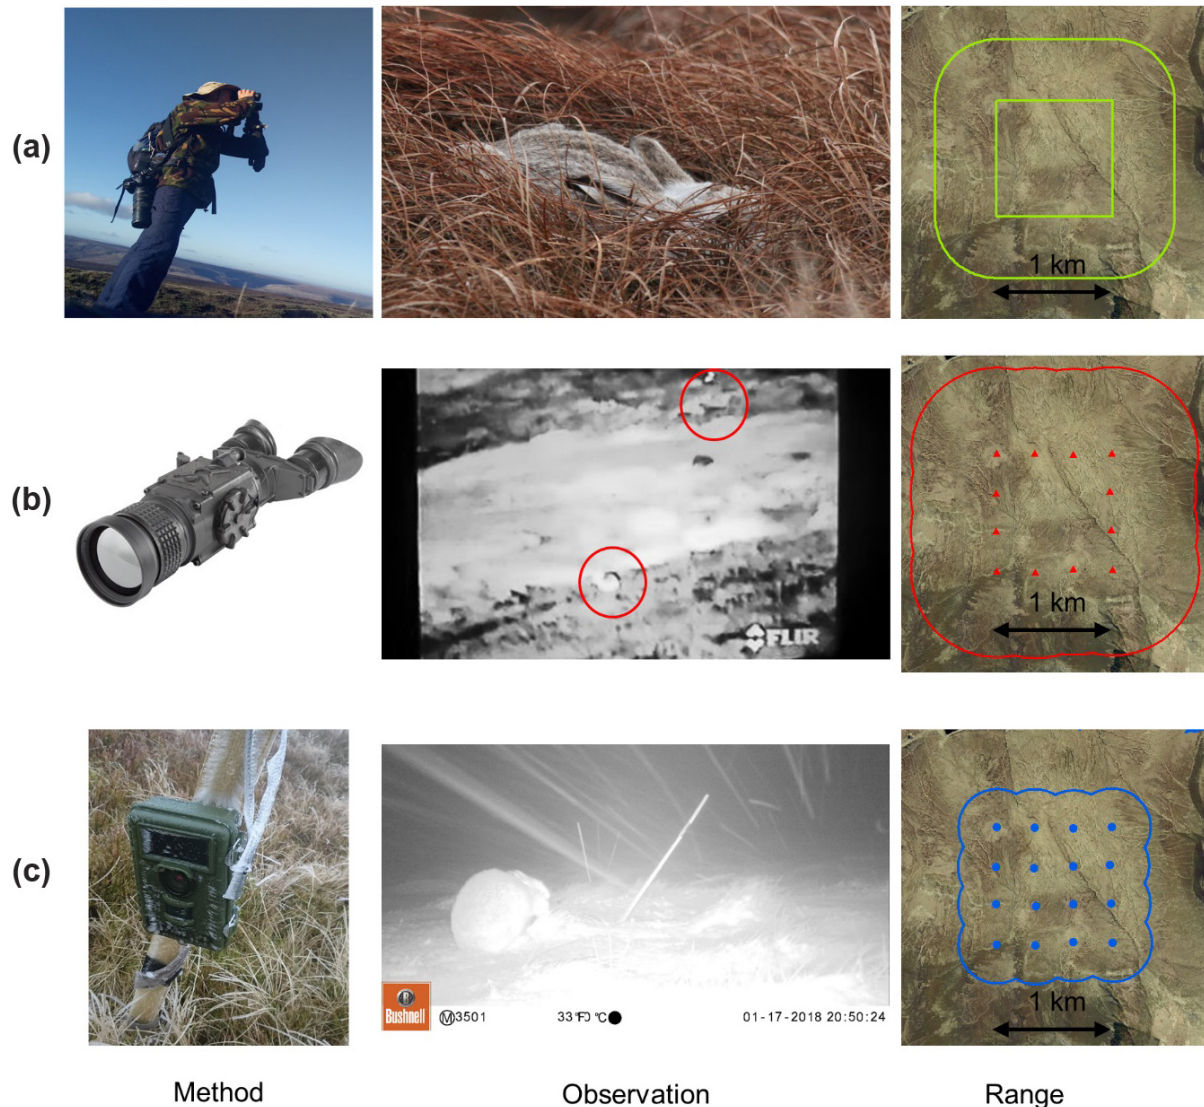 (a)
1 km
(b)
FLIR
1 km
(c)
Bushnell
M3501
33°F
01-17-2018 20:50:24
1 km
Method
Observation
Range